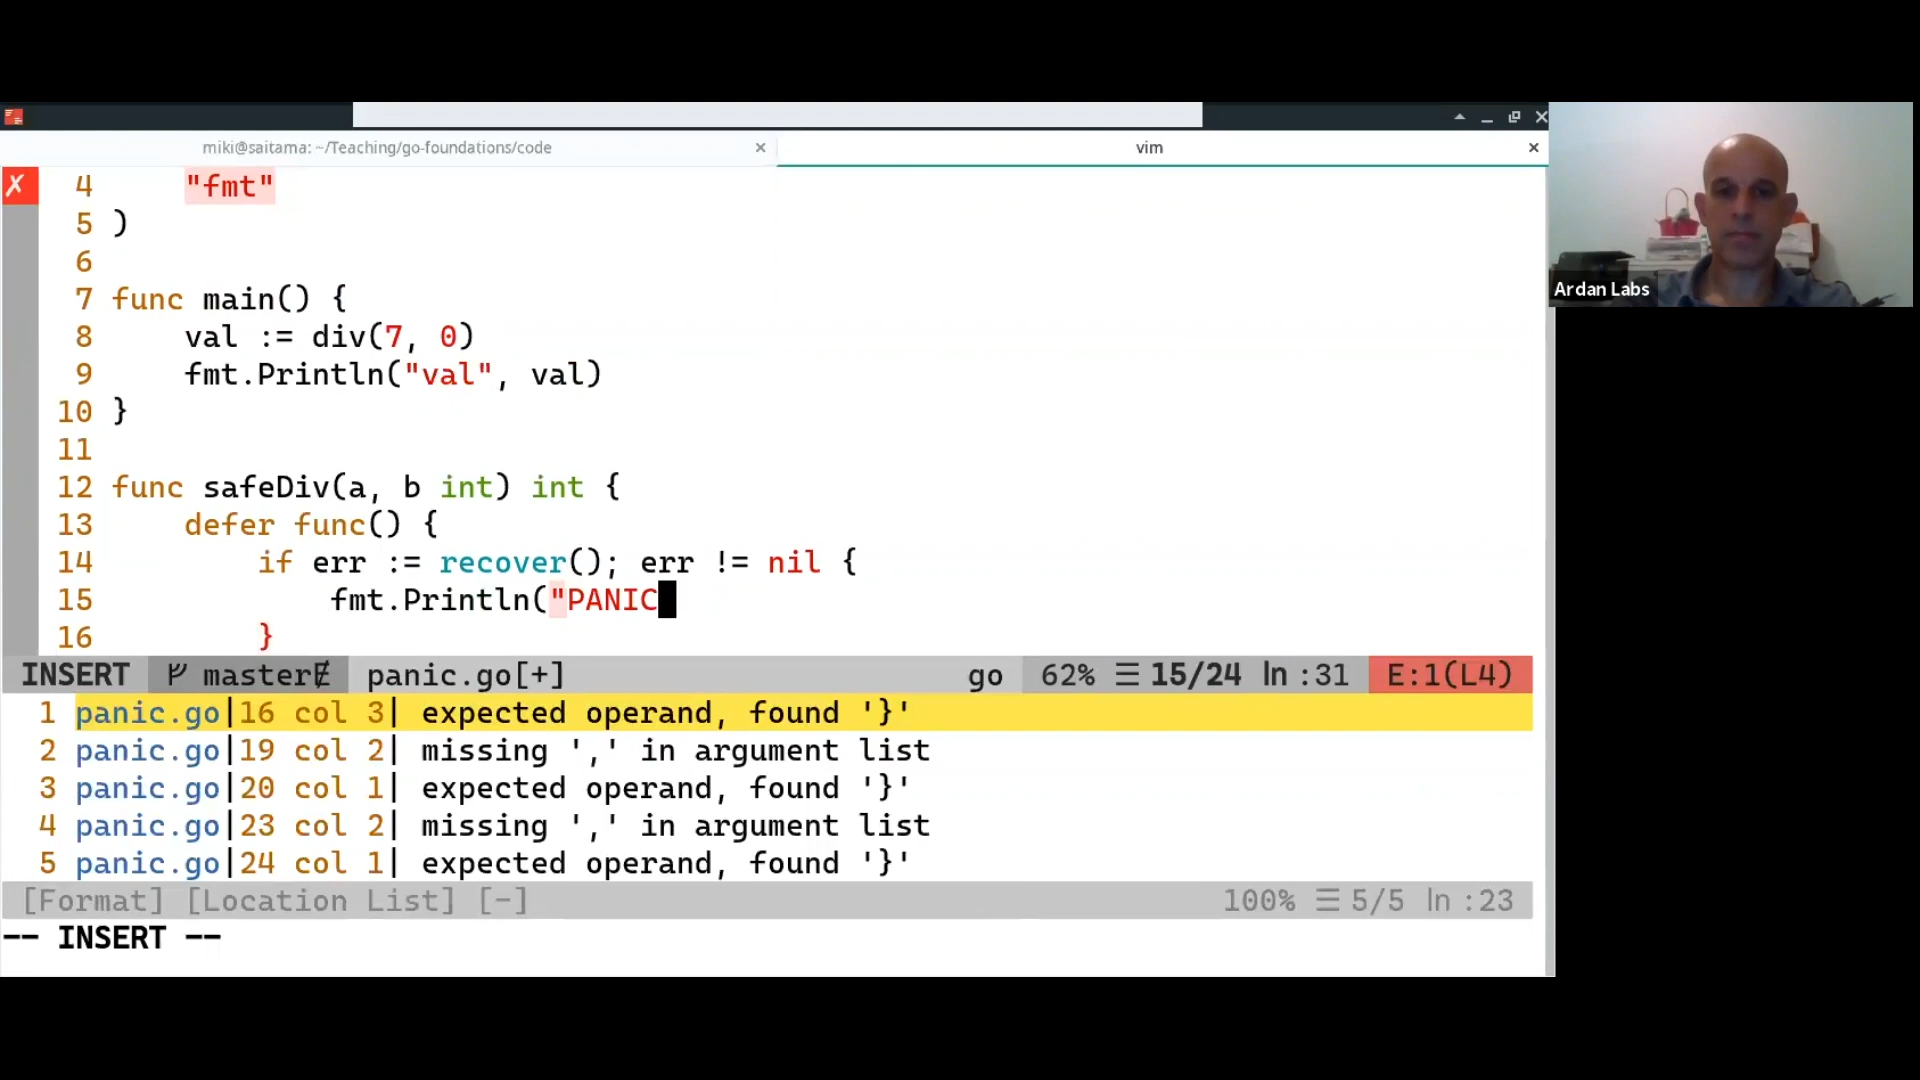 miki@saitama: ~/Teaching/go-foundations/code
vim
4 "fmt"
5 )
6
7 func main() {
8 val := div(7, 0)
9 fmt.Println("val", val)
10 }
11
12 func safeDiv(a, b int) int {
13 defer func() {
14 if err := recover(); err != nil {
15 fmt.Println("PANIC
16 }
INSERT master panic.go[+] go 62% ☰ 15/24 ln :31 E:1(L4)
1 panic.go|16 col 3| expected operand, found '}'
2 panic.go|19 col 2| missing ',' in argument list
3 panic.go|20 col 1| expected operand, found '}'
4 panic.go|23 col 2| missing ',' in argument list
5 panic.go|24 col 1| expected operand, found '}'
[Format] [Location List] [-] 100% ☰ 5/5 ln :23
-- INSERT --
Ardan Labs